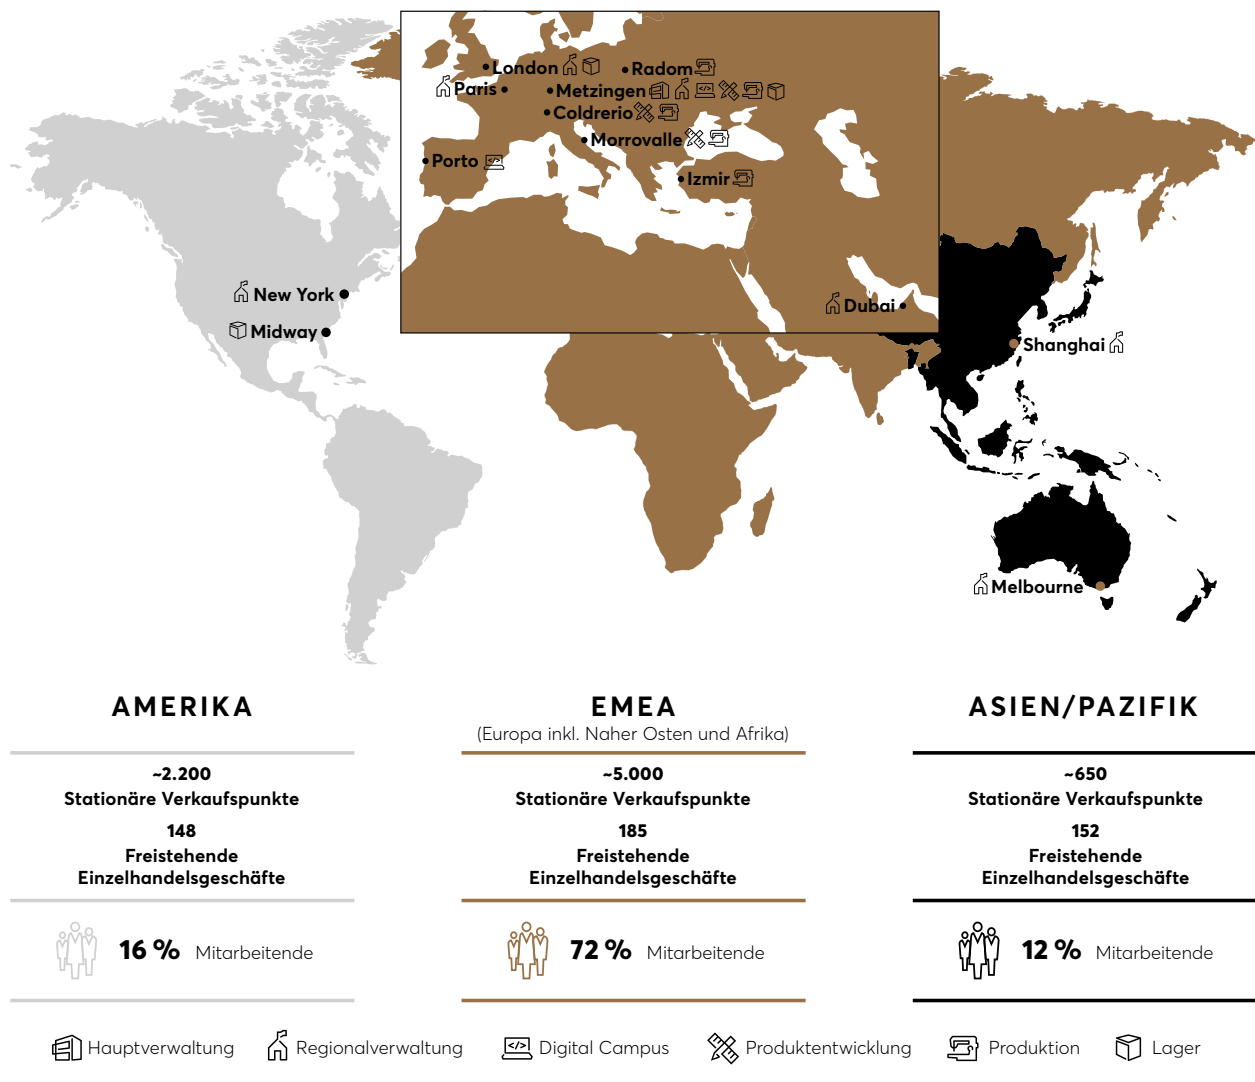 London
Radom
Paris
Metzingen
Coldrerio
Morrovalle
Porto
Izmir
New York
Dubai
Midway
Shanghai
Melbourne
AMERIKA
~2.200
Stationäre Verkaufspunkte
148
Freistehende
Einzelhandelsgeschäfte
16 % Mitarbeitende
EMEA
(Europa inkl. Naher Osten und Afrika)
~5.000
Stationäre Verkaufspunkte
185
Freistehende
Einzelhandelsgeschäfte
72 % Mitarbeitende
ASIEN/PAZIFIK
~650
Stationäre Verkaufspunkte
152
Freistehende
Einzelhandelsgeschäfte
12 % Mitarbeitende
Hauptverwaltung Regionalverwaltung </> Digital Campus Produktentwicklung Produktion Lager